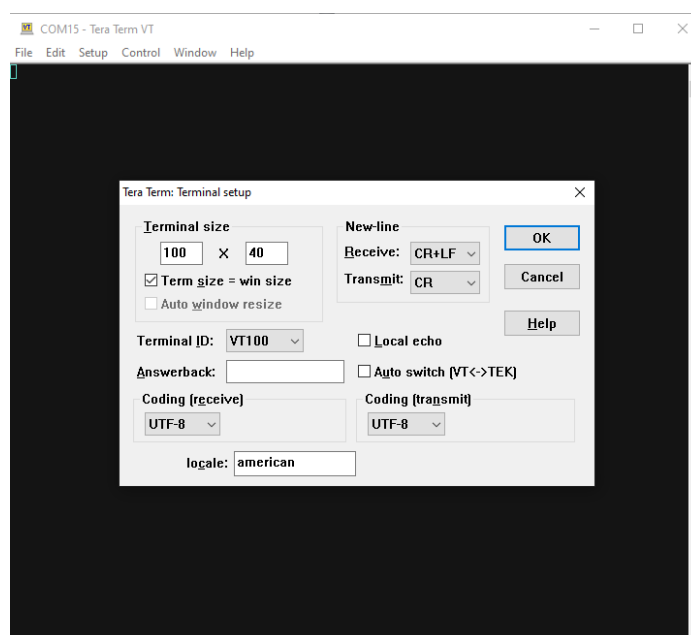 COM15 - Tera Term VT
File Edit Setup Control Window Help
Tera Term: Terminal setup
Terminal size
100 X 40
Term size = win size
Auto window resize
New-line
Receive: CR+LF
Transmit: CR
OK
Cancel
Help
Terminal ID: VT100
Local echo
Answerback:
Auto switch (VT<->TEK)
Coding (receive)
UTF-8
Coding (transmit)
UTF-8
locale: american